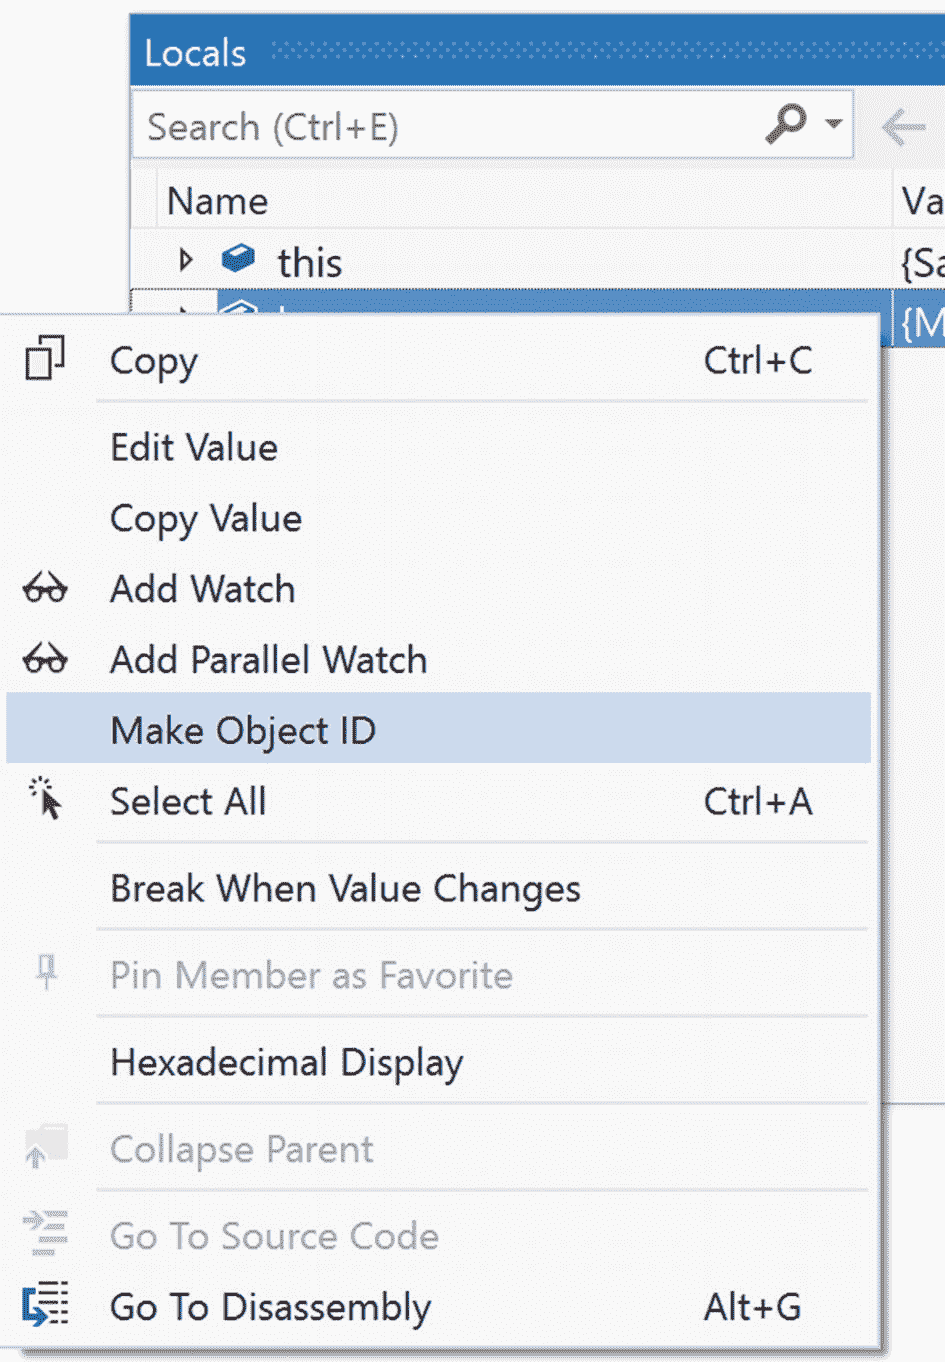 Locals
Search (Ctrl+E)
Name Va
this {Sa
{M
Copy Ctrl+C
Edit Value
Copy Value
Add Watch
Add Parallel Watch
Make Object ID
Select All Ctrl+A
Break When Value Changes
Pin Member as Favorite
Hexadecimal Display
Collapse Parent
Go To Source Code
Go To Disassembly Alt+G